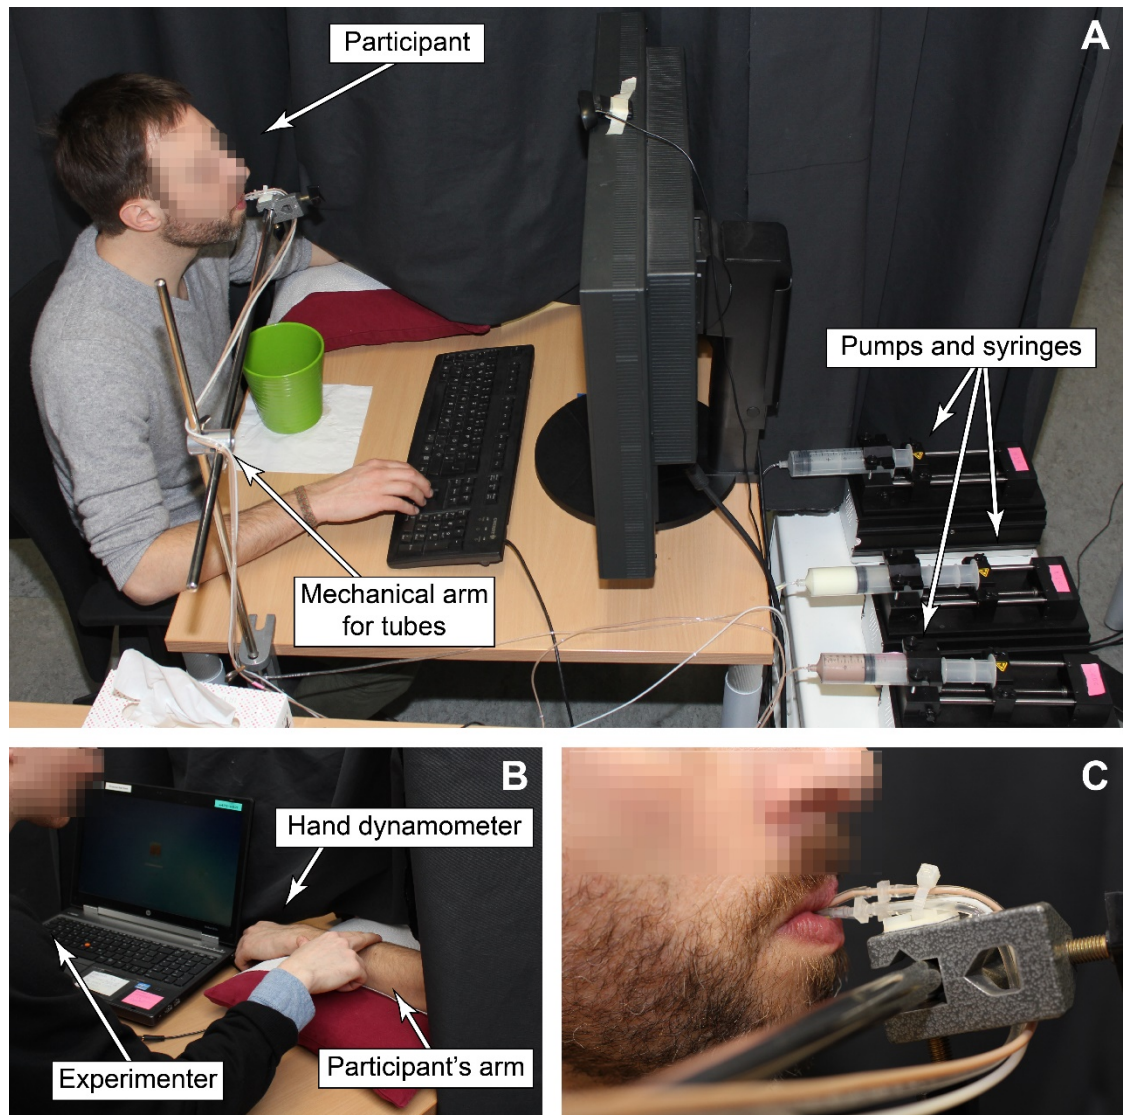 A
Participant
Pumps and syringes
Mechanical arm
for tubes
B
Hand dynamometer
Participant's arm
Experimenter
C